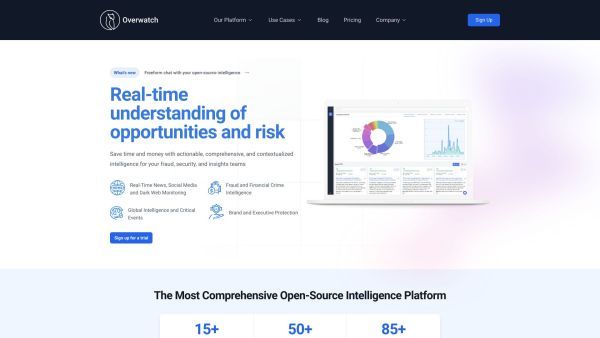 Overwatch
Our Platform
Use Cases
Blog
Pricing
Company
Sign Up
What's new
Freeform chat with your open-source intelligence
Real-time
understanding of
opportunities and risk
Save time and money with actionable, comprehensive, and contextualized
intelligence for your fraud, security, and insights teams
Real-Time News, Social Media
and Dark Web Monitoring
Fraud and Financial Crime
Intelligence
Global Intelligence and Critical
Events
Brand and Executive Protection
Sign up for a trial
The Most Comprehensive Open-Source Intelligence Platform
15+
50+
85+